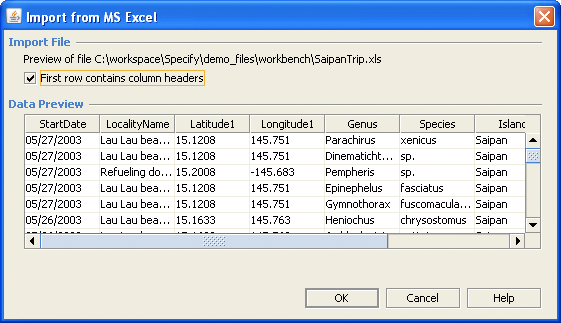 Import from MS Excel
Import File
Preview of file C:\workspace\Specify\demo_files\workbench\SaipanTrip.xls
First row contains column headers
Data Preview
StartDate LocalityName Latitude1 Longitude1 Genus Species Island
05/27/2003 Lau Lau bea... 15.1208 145.751 Parachirus xenicus Saipan
05/27/2003 Lau Lau bea... 15.1208 145.751 Dinematicht... sp. Saipan
05/27/2003 Refueling do... 15.2008 -145.683 Pempheris sp. Saipan
05/27/2003 Lau Lau bea... 15.1208 145.751 Epinephelus fasciatus Saipan
05/27/2003 Lau Lau bea... 15.1208 145.751 Gymnothorax fuscomacula... Saipan
05/26/2003 Lau Lau bea... 15.1633 145.763 Heniochus chrysostomus Saipan
OK Cancel Help